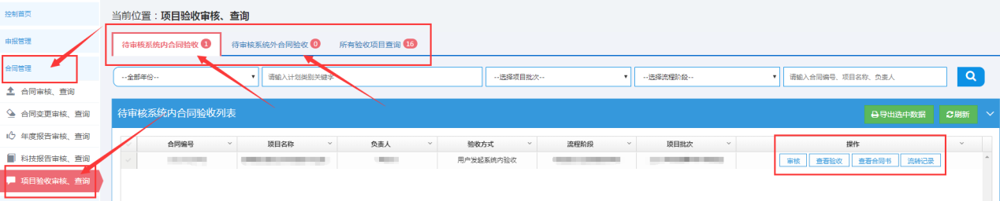 控制首页
申报管理
合同管理
合同审核、查询
合同变更审核、查询
年度报告审核、查询
科技报告审核、查询
项目验收审核、查询
当前位置：项目验收审核、查询
待审核系统内合同验收 1 待审核系统外合同验收 0 所有验收项目查询 16
--全部年份-- 请输入计划类别关键字 --选择项目批次-- --选择流程阶段-- 请输入合同编号、项目名称、负责人
待审核系统内合同验收列表 导出选中数据 刷新
合同编号 项目名称 负责人 验收方式 流程阶段 项目批次 操作
用户发起系统内验收 审核 查看验收 查看合同书 流转记录